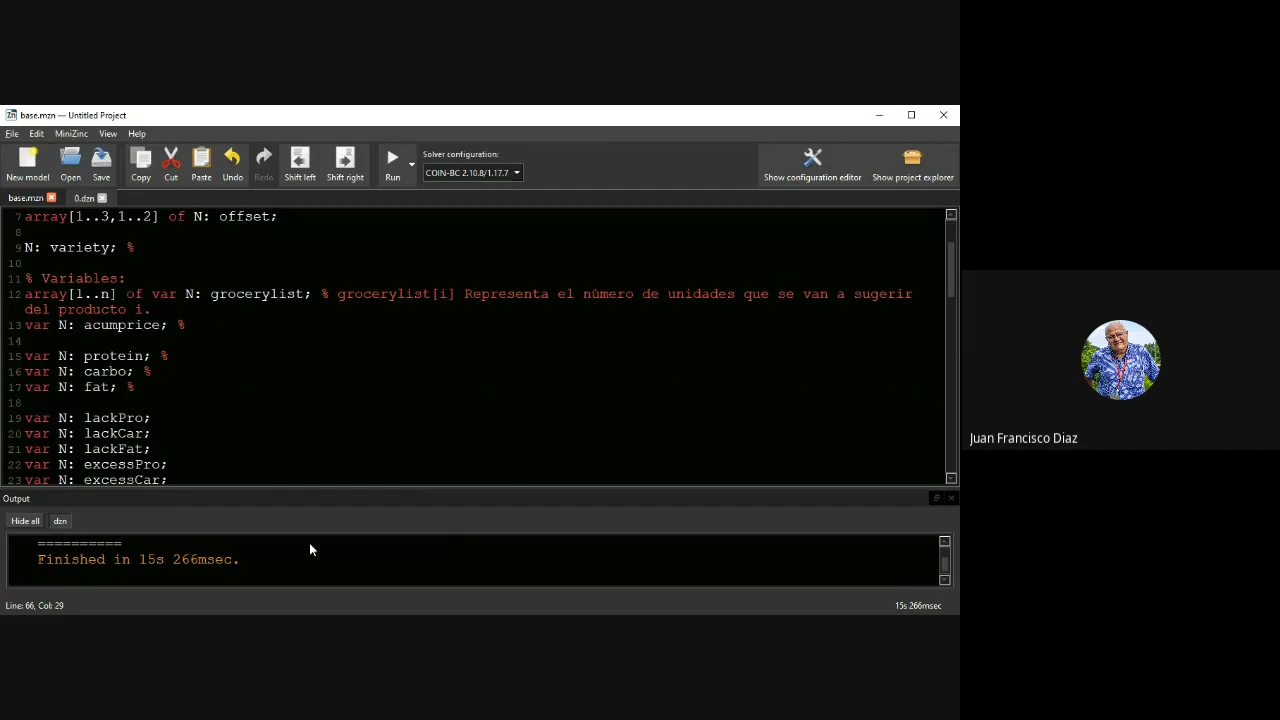 base.mzn — Untitled Project
File Edit MiniZinc View Help
New model Open Save Copy Cut Paste Undo Redo Shift left Shift right Run
Solver configuration:
COIN-BC 2.10.8/1.17.7
Show configuration editor Show project explorer
base.mzn 0.dzn
7 array[1..3,1..2] of N: offset;
8
9 N: variety; %
10
11 % Variables:
12 array[1..n] of var N: grocerylist; % grocerylist[i] Representa el número de unidades que se van a sugerir
del producto i.
13 var N: acumprice; %
14
15 var N: protein; %
16 var N: carbo; %
17 var N: fat; %
18
19 var N: lackPro;
20 var N: lackCar;
21 var N: lackFat;
22 var N: excessPro;
23 var N: excessCar;
Output
Hide all dzn
==========
Finished in 15s 266msec.
Line: 66, Col: 29
15s 266msec
Juan Francisco Diaz